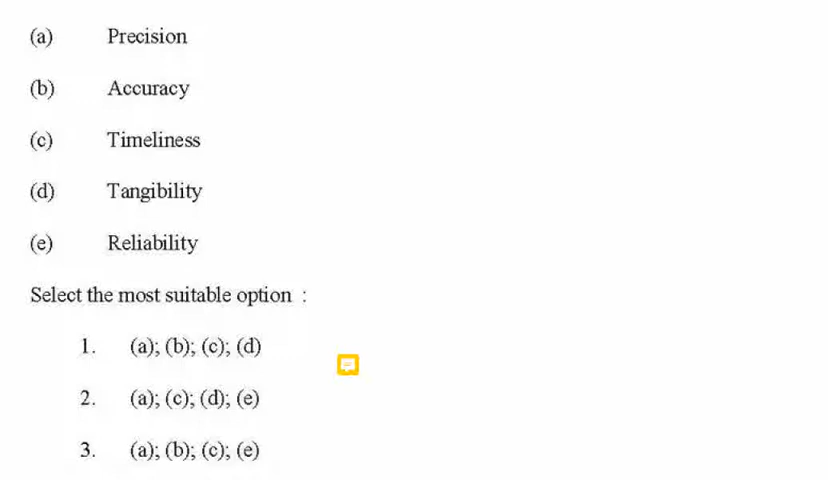 (a) Precision
(b) Accuracy
(c) Timeliness
(d) Tangibility
(e) Reliability
Select the most suitable option :
1. (a); (b); (c); (d)
2. (a); (c); (d); (e)
3. (a); (b); (c); (e)